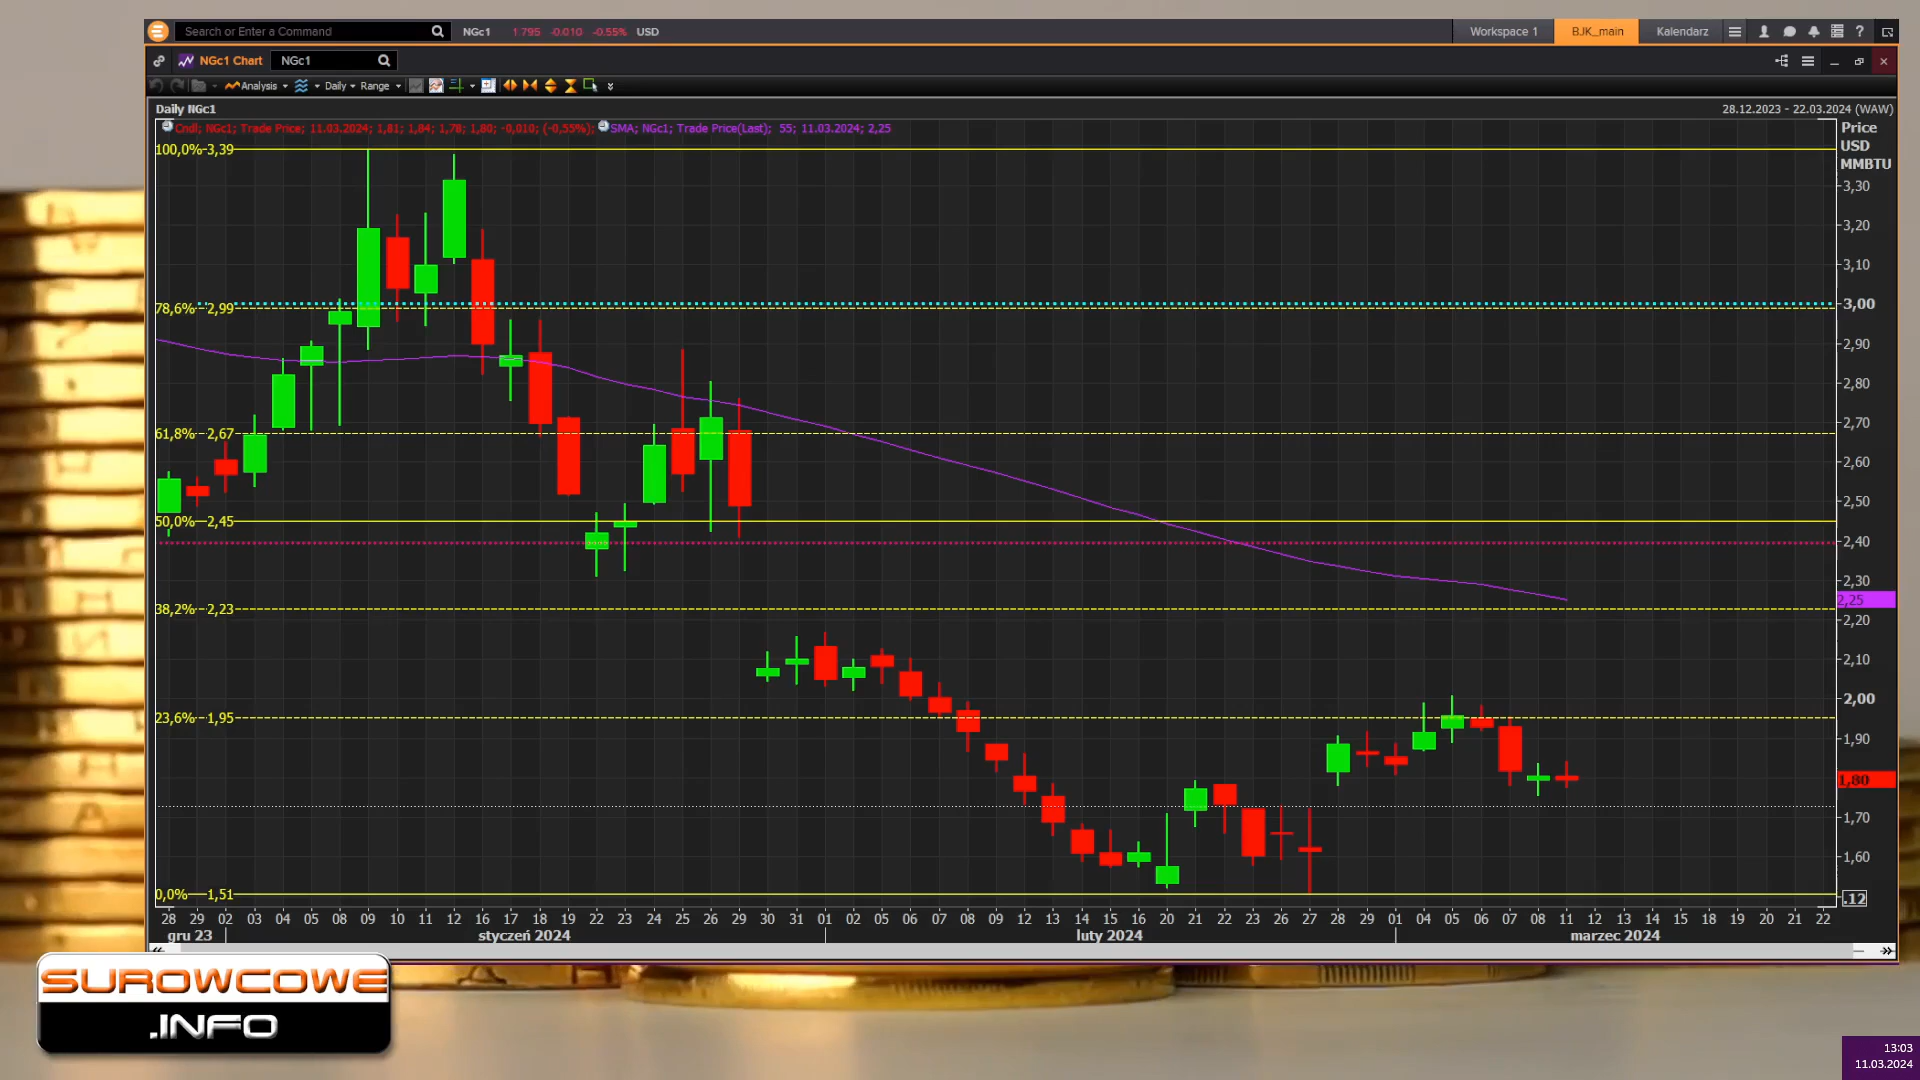 Search or Enter a Command NGc1 1.795 -0.010 -0.55% USD Workspace 1 BJK_main Kalendarz ?
NGc1 Chart NGc1
Analysis Daily Range
Daily NGc1 28.12.2023 - 22.03.2024 (WAW)
Cndl; NGc1; Trade Price; 11.03.2024; 1,81; 1,84; 1,78; 1,80; -0,010; (-0,55%); SMA; NGc1; Trade Price(Last); 55; 11.03.2024; 2,25
Price
USD
MMBTU
100,0% 3,39
3,30
3,20
3,10
3,00
78,6% 2,99
2,90
2,80
2,70
61,8% 2,67
2,60
2,50
50,0% 2,45
2,40
2,30
2,25
38,2% 2,23
2,20
2,10
2,00
23,6% 1,95
1,90
1,80
1,70
1,60
0,0% 1,51
.12
28 29 02 03 04 05 08 09 10 11 12 16 17 18 19 22 23 24 25 26 29 30 31 01 02 05 06 07 08 09 12 13 14 15 16 20 21 22 23 26 27 28 29 01 04 05 06 07 08 11 12 13 14 15 18 19 20 21 22
gru 23 styczeń 2024 luty 2024 marzec 2024
SUROWCOWE
.INFO
13:03
11.03.2024